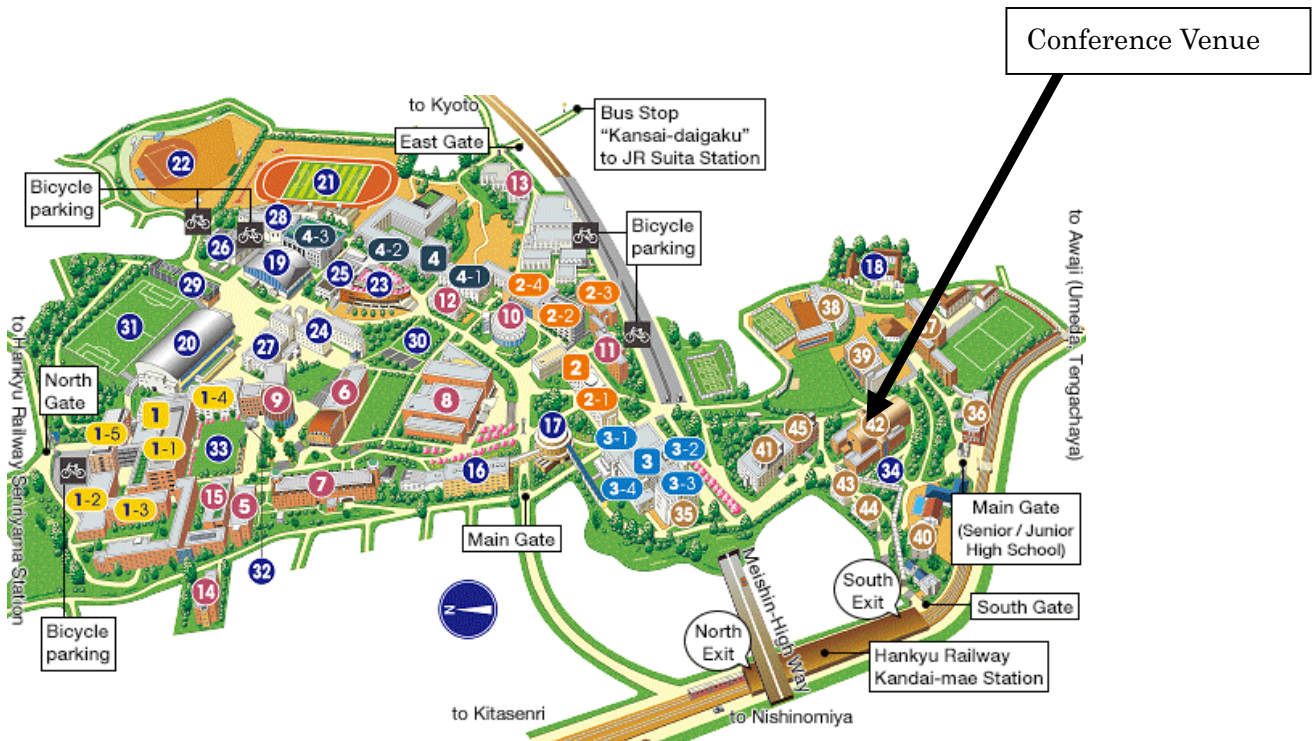 Conference Venue
to Kyoto
East Gate
Bus Stop
“Kansai-daigaku”
to JR Suita Station
Bicycle
parking
22
21
13
28
4-3
26
19
4-2
4
25
23
4-1
12
2-4
2-3
Bicycle
parking
18
to Awaji (Umeda, Tengachaya)
29
31
20
27
24
30
10
2-2
11
38
37
39
to Hankyu Railway Senriyama Station
North
Gate
1-4
9
6
8
2
2-1
36
1
1-5
1-1
33
17
3-1
3-2
3
41
45
42
1-2
1-3
15
5
7
16
3-4
3-3
35
43
34
44
40
Main Gate
(Senior / Junior
High School)
Main Gate
32
14
Bicycle
parking
N
Meishin-High Way
South
Exit
South Gate
North
Exit
Hankyu Railway
Kandai-mae Station
to Kitasenri
to Nishinomiya